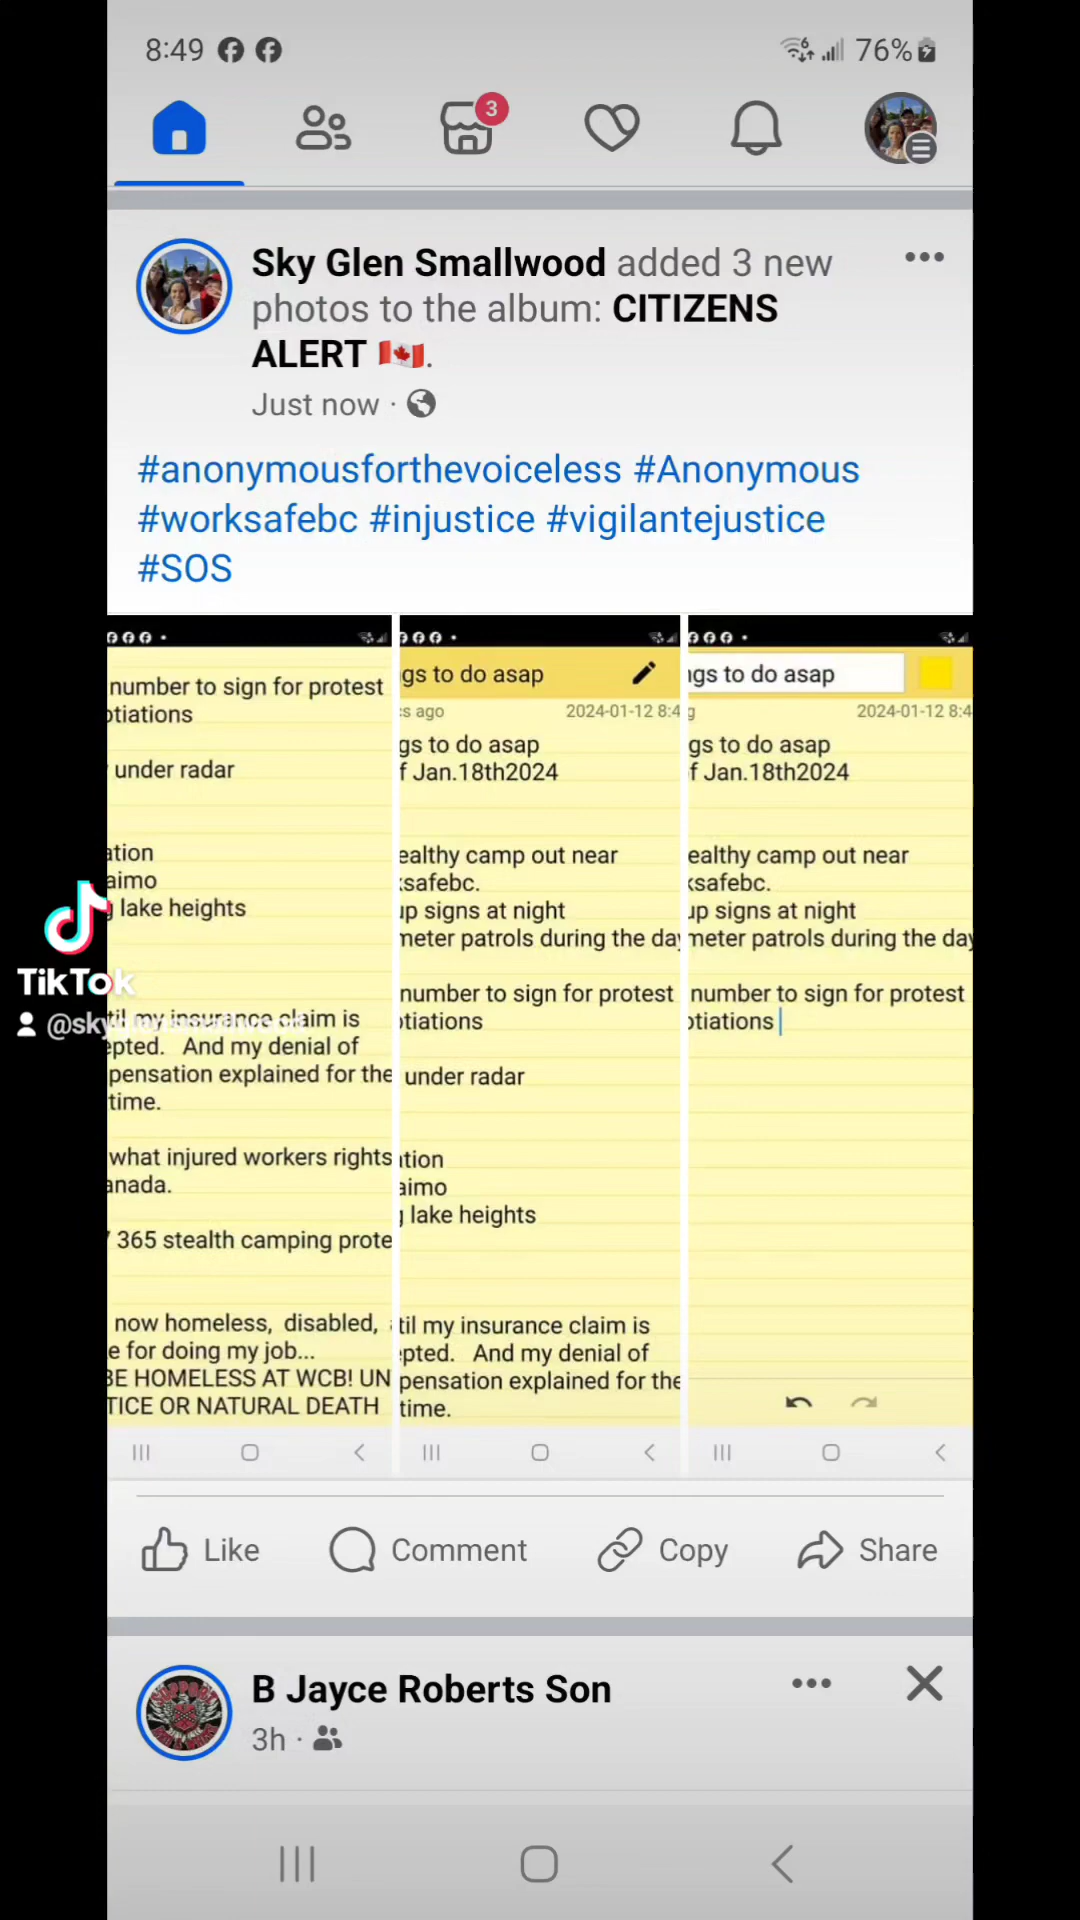 8:49
76%
3
Sky Glen Smallwood added 3 new
photos to the album: CITIZENS
ALERT 🇨🇦.
Just now ·
#anonymousforthevoiceless #Anonymous
#worksafebc #injustice #vigilantejustice
#SOS
number to sign for protest
otiations
under radar
ation
aimo
g lake heights
til my insurance claim is
epted. And my denial of
pensation explained for the
time.
what injured workers rights
anada.
/ 365 stealth camping prote
now homeless, disabled,
e for doing my job...
BE HOMELESS AT WCB! UN
TICE OR NATURAL DEATH
gs to do asap
cs ago 2024-01-12 8:4
gs to do asap
f Jan.18th2024
ealthy camp out near
ksafebc.
up signs at night
meter patrols during the day
number to sign for protest
otiations
under radar
ation
aimo
g lake heights
til my insurance claim is
epted. And my denial of
pensation explained for the
time.
ngs to do asap
g 2024-01-12 8:4
gs to do asap
f Jan.18th2024
ealthy camp out near
ksafebc.
up signs at night
meter patrols during the day
number to sign for protest
otiations
TikTok
Like
Comment
Copy
Share
B Jayce Roberts Son
3h ·